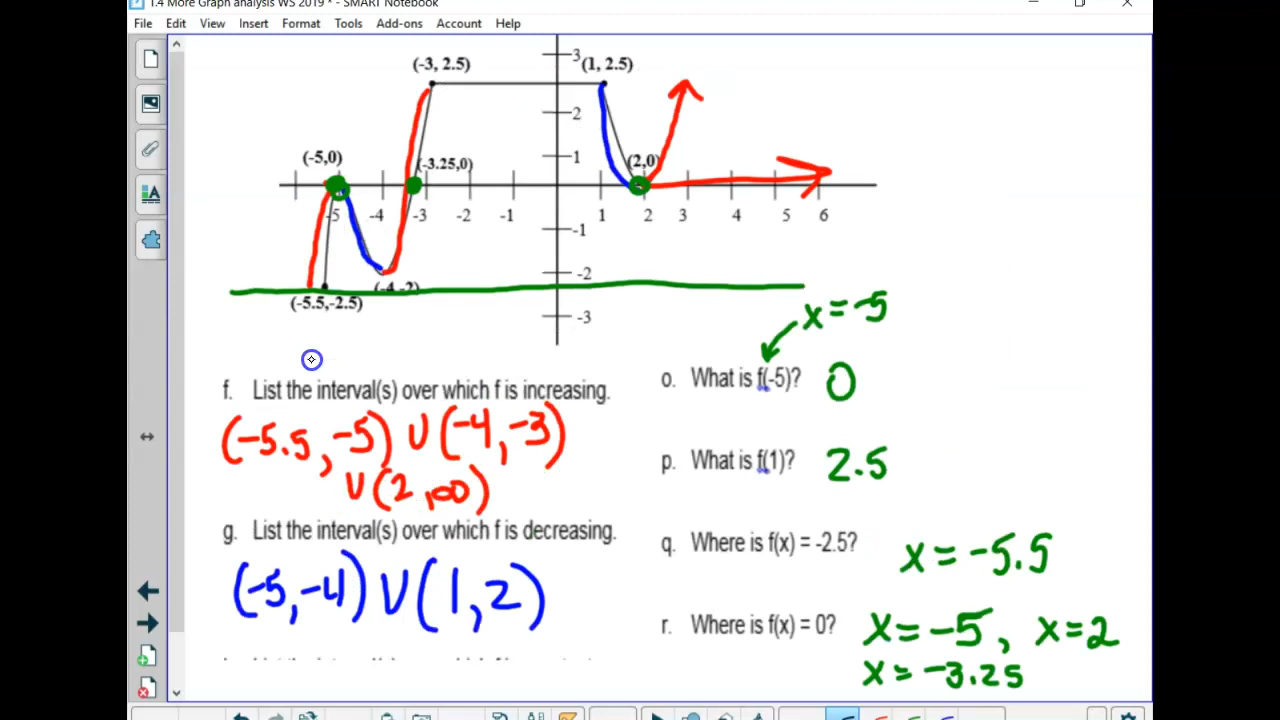 1.4 More Graph analysis WS 2019 * - SMART Notebook
File Edit View Insert Format Tools Add-ons Account Help
3
(-3, 2.5) (1, 2.5)
2
1
(-5,0) (-3.25,0) (2,0)
-5 -4 -3 -2 -1 1 2 3 4 5 6
-1
-2
(-4,-2)
(-5.5,-2.5)
-3
x=-5
f. List the interval(s) over which f is increasing.
(-5.5,-5) U (-4,-3)
U (2,∞)
g. List the interval(s) over which f is decreasing.
(-5,-4) U (1,2)
o. What is f(-5)? 0
p. What is f(1)? 2.5
q. Where is f(x) = -2.5? x = -5.5
r. Where is f(x) = 0? x = -5, x=2
x = -3.25